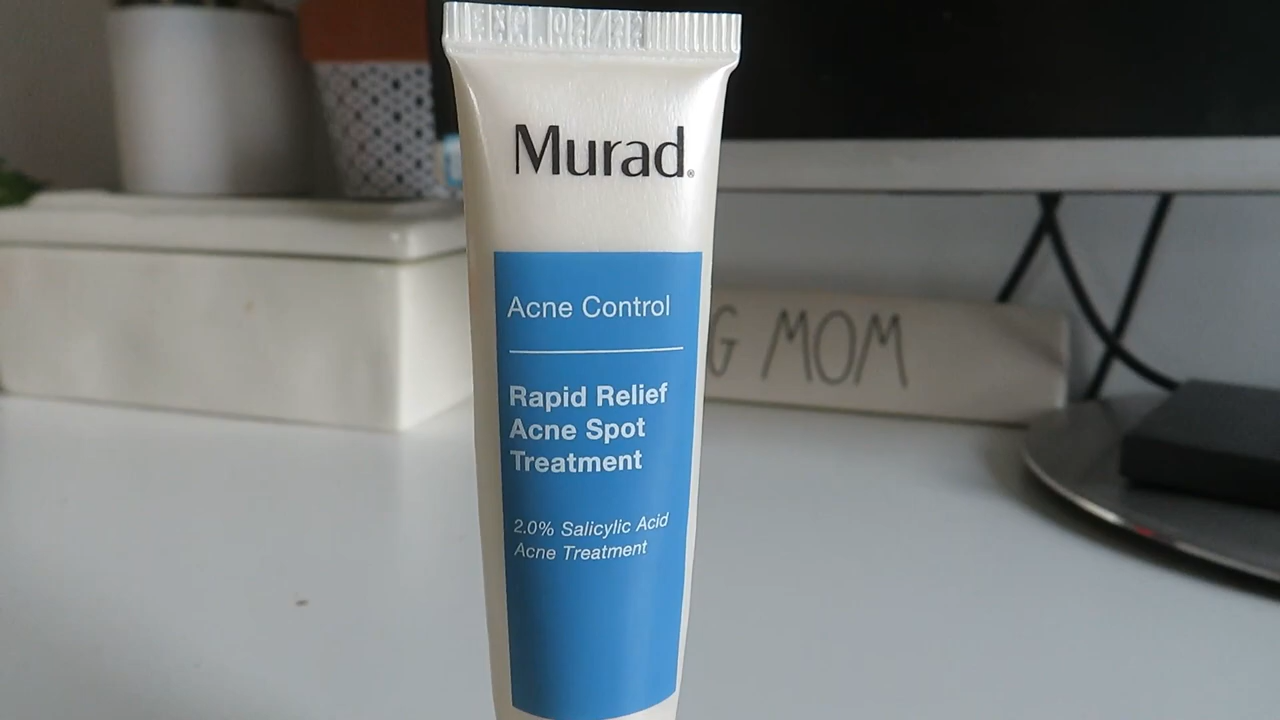 Murad®
Acne Control
Rapid Relief
Acne Spot
Treatment
2.0% Salicylic Acid
Acne Treatment
G MOM